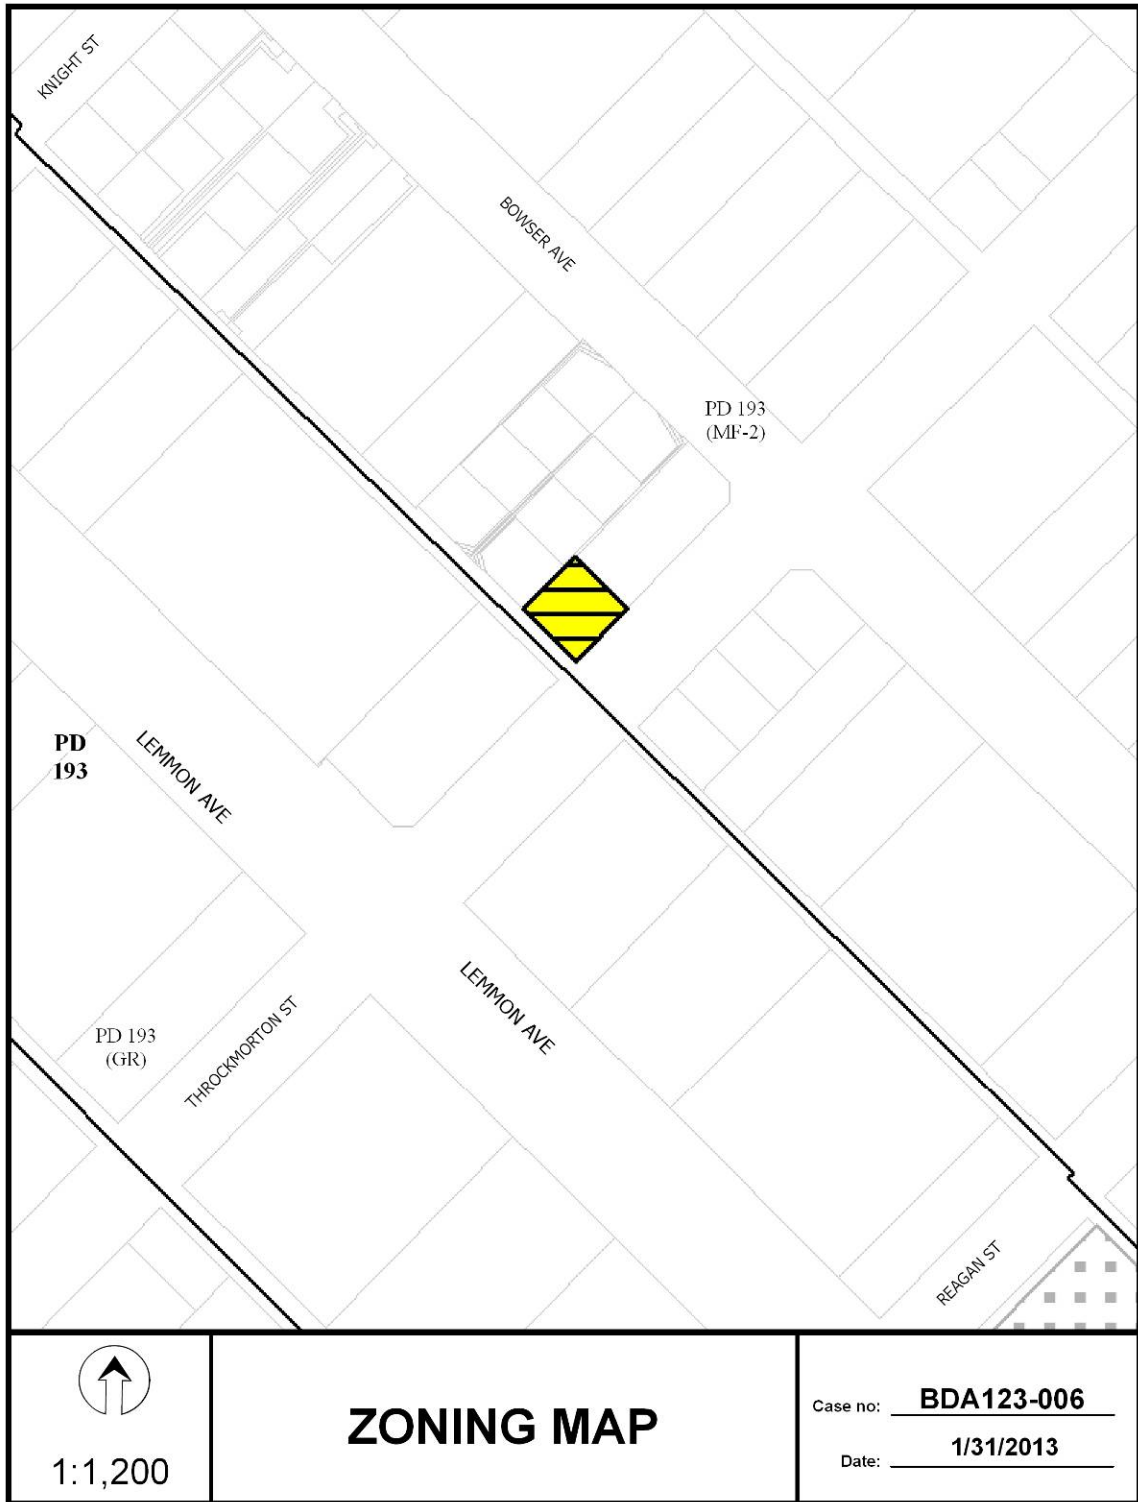 KNIGHT ST
BOWSER AVE
PD 193
(MF-2)
PD
193
LEMMON AVE
LEMMON AVE
PD 193
(GR)
THROCKMORTON ST
REAGAN ST
1:1,200
ZONING MAP
Case no: BDA123-006
Date: 1/31/2013